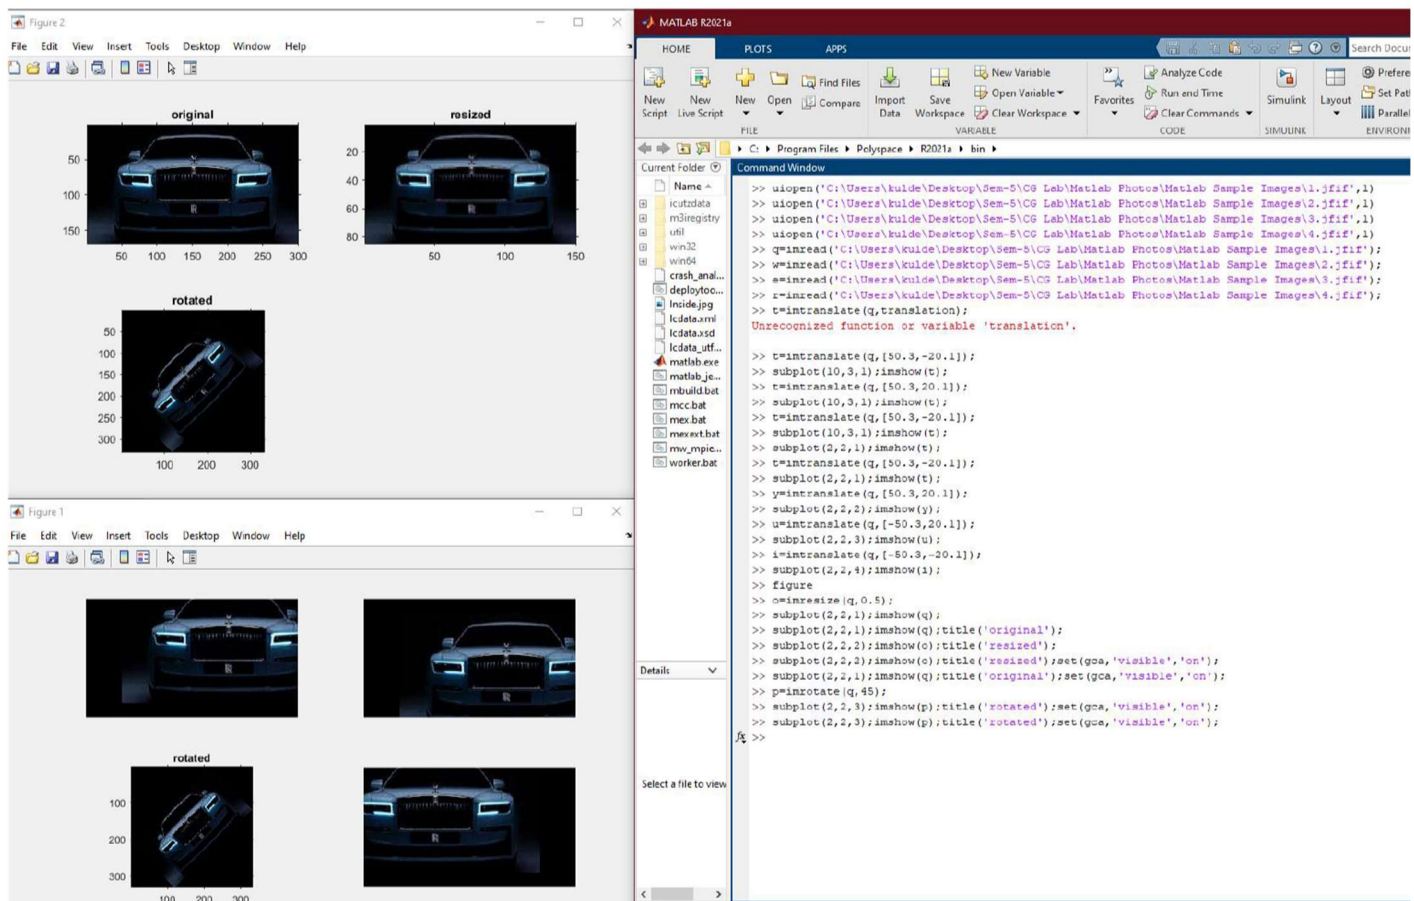 Figure 2
File Edit View Insert Tools Desktop Window Help
original
50
100
150
50 100 150 200 250 300
resized
20
40
60
80
50 100 150
rotated
50
100
150
200
250
300
100 200 300
Figure 1
File Edit View Insert Tools Desktop Window Help
rotated
100
200
300
100 200 300
MATLAB R2021a
HOME PLOTS APPS
Search Docu
New Script
New Live Script
New
Open
Find Files
Compare
Import Data
Save Workspace
New Variable
Open Variable
Clear Workspace
Favorites
Analyze Code
Run and Time
Clear Commands
Simulink
Layout
Prefere
Set Pat
Parallel
FILE VARIABLE CODE SIMULINK ENVIRON
C: Program Files Polyspace R2021a bin
Current Folder
Name
icutzdata
m3iregistry
util
win32
win64
crash_anal...
deploytoo...
Inside.jpg
lcdata.xml
lcdata.xsd
lcdata_utf...
matlab.exe
matlab_je...
mbuild.bat
mcc.bat
mex.bat
mexext.bat
mw_mpic...
worker.bat
Details
Select a file to view
Command Window
>> uiopen('C:\Users\kulde\Desktop\Sem-5\CG Lab\Matlab Photos\Matlab Sample Images\1.jfif',1)
>> uiopen('C:\Users\kulde\Desktop\Sem-5\CG Lab\Matlab Photos\Matlab Sample Images\2.jfif',1)
>> uiopen('C:\Users\kulde\Desktop\Sem-5\CG Lab\Matlab Photos\Matlab Sample Images\3.jfif',1)
>> uiopen('C:\Users\kulde\Desktop\Sem-5\CG Lab\Matlab Photos\Matlab Sample Images\4.jfif',1)
>> q=imread('C:\Users\kulde\Desktop\Sem-5\CG Lab\Matlab Photos\Matlab Sample Images\1.jfif');
>> w=imread('C:\Users\kulde\Desktop\Sem-5\CG Lab\Matlab Photos\Matlab Sample Images\2.jfif');
>> e=imread('C:\Users\kulde\Desktop\Sem-5\CG Lab\Matlab Photos\Matlab Sample Images\3.jfif');
>> r=imread('C:\Users\kulde\Desktop\Sem-5\CG Lab\Matlab Photos\Matlab Sample Images\4.jfif');
>> t=imtranslate(q,translation);
Unrecognized function or variable 'translation'.
>> t=imtranslate(q,[50.3,-20.1]);
>> subplot(10,3,1);imshow(t);
>> t=imtranslate(q,[50.3,20.1]);
>> subplot(10,3,1);imshow(t);
>> t=imtranslate(q,[50.3,-20.1]);
>> subplot(10,3,1);imshow(t);
>> subplot(2,2,1);imshow(t);
>> t=imtranslate(q,[50.3,-20.1]);
>> subplot(2,2,1);imshow(t);
>> y=imtranslate(q,[50.3,20.1]);
>> subplot(2,2,2);imshow(y);
>> u=imtranslate(q,[-50.3,20.1]);
>> subplot(2,2,3);imshow(u);
>> i=imtranslate(q,[-50.3,-20.1]);
>> subplot(2,2,4);imshow(i);
>> figure
>> o=imresize(q,0.5);
>> subplot(2,2,1);imshow(q);
>> subplot(2,2,1);imshow(q);title('original');
>> subplot(2,2,2);imshow(o);title('resized');
>> subplot(2,2,2);imshow(o);title('resized');set(gca,'visible','on');
>> subplot(2,2,1);imshow(q);title('original');set(gca,'visible','on');
>> p=imrotate(q,45);
>> subplot(2,2,3);imshow(p);title('rotated');set(gca,'visible','on');
>> subplot(2,2,3);imshow(p);title('rotated');set(gca,'visible','on');
fx >>